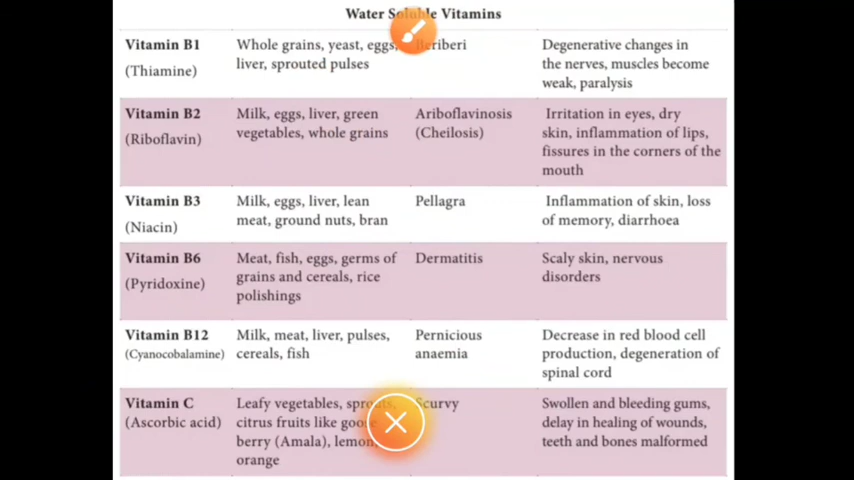 Water Soluble Vitamins
Vitamin B1
(Thiamine)
Whole grains, yeast, eggs,
liver, sprouted pulses
Beriberi
Degenerative changes in
the nerves, muscles become
weak, paralysis
Vitamin B2
(Riboflavin)
Milk, eggs, liver, green
vegetables, whole grains
Ariboflavinosis
(Cheilosis)
Irritation in eyes, dry
skin, inflammation of lips,
fissures in the corners of the
mouth
Vitamin B3
(Niacin)
Milk, eggs, liver, lean
meat, ground nuts, bran
Pellagra
Inflammation of skin, loss
of memory, diarrhoea
Vitamin B6
(Pyridoxine)
Meat, fish, eggs, germs of
grains and cereals, rice
polishings
Dermatitis
Scaly skin, nervous
disorders
Vitamin B12
(Cyanocobalamine)
Milk, meat, liver, pulses,
cereals, fish
Pernicious
anaemia
Decrease in red blood cell
production, degeneration of
spinal cord
Vitamin C
(Ascorbic acid)
Leafy vegetables, sprouts,
citrus fruits like goose
berry (Amala), lemon,
orange
Scurvy
Swollen and bleeding gums,
delay in healing of wounds,
teeth and bones malformed